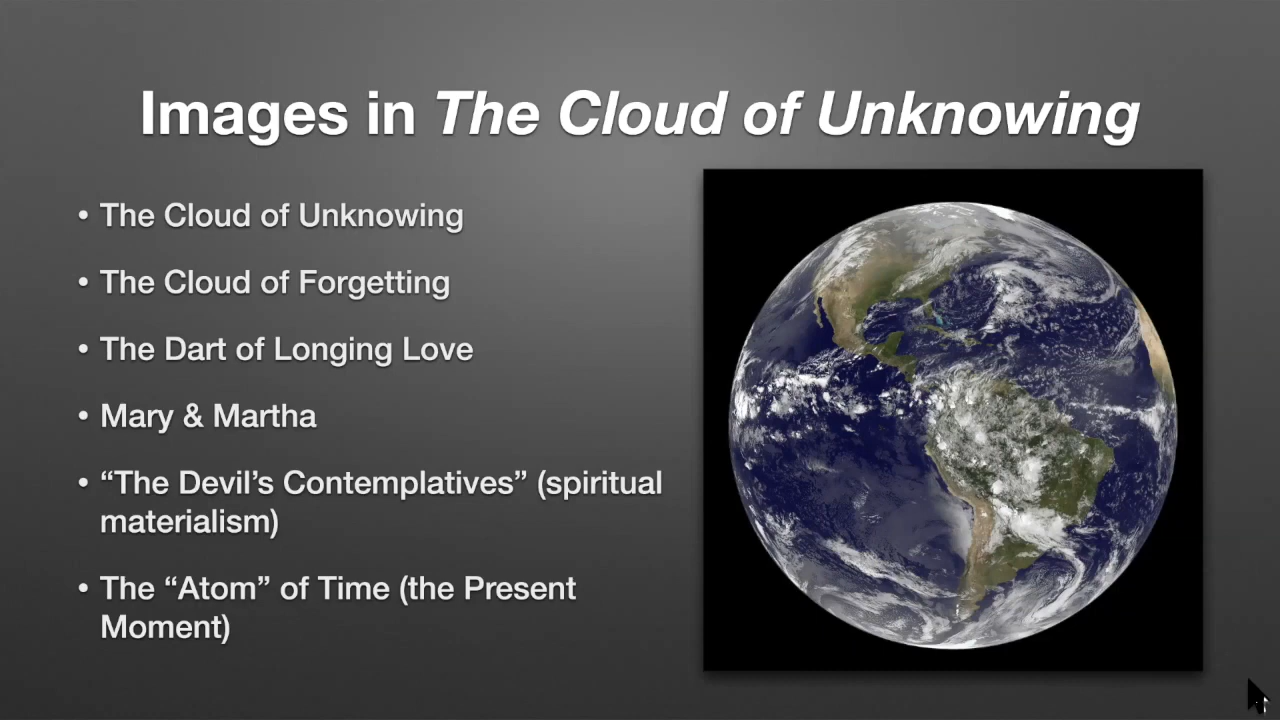 Images in The Cloud of Unknowing
• The Cloud of Unknowing
• The Cloud of Forgetting
• The Dart of Longing Love
• Mary & Martha
• “The Devil’s Contemplatives” (spiritual
materialism)
• The “Atom” of Time (the Present
Moment)